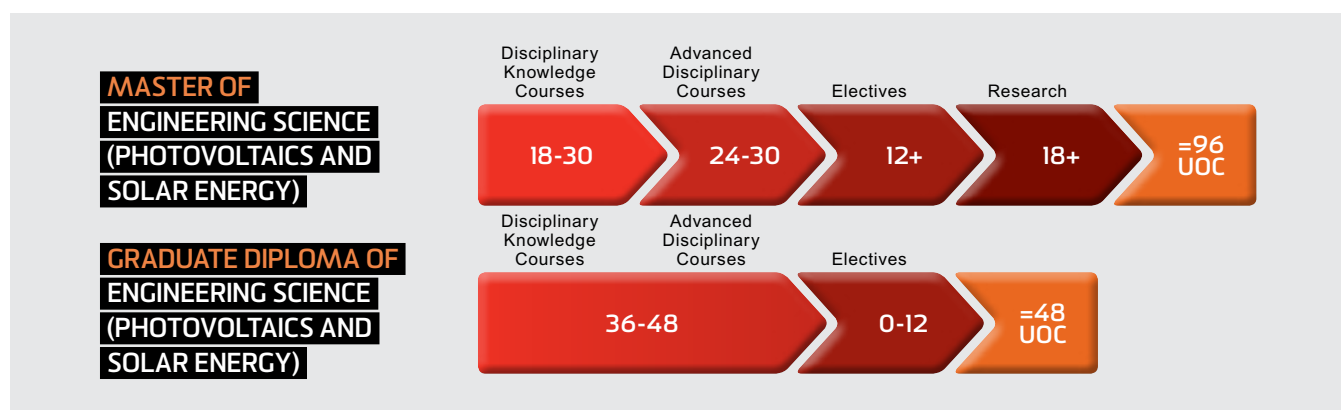 MASTER OF
ENGINEERING SCIENCE
(PHOTOVOLTAICS AND
SOLAR ENERGY)
Disciplinary
Knowledge
Courses
Advanced
Disciplinary
Courses
Electives
Research
18-30
24-30
12+
18+
=96
UOC
GRADUATE DIPLOMA OF
ENGINEERING SCIENCE
(PHOTOVOLTAICS AND
SOLAR ENERGY)
Disciplinary
Knowledge
Courses
Advanced
Disciplinary
Courses
Electives
36-48
0-12
=48
UOC